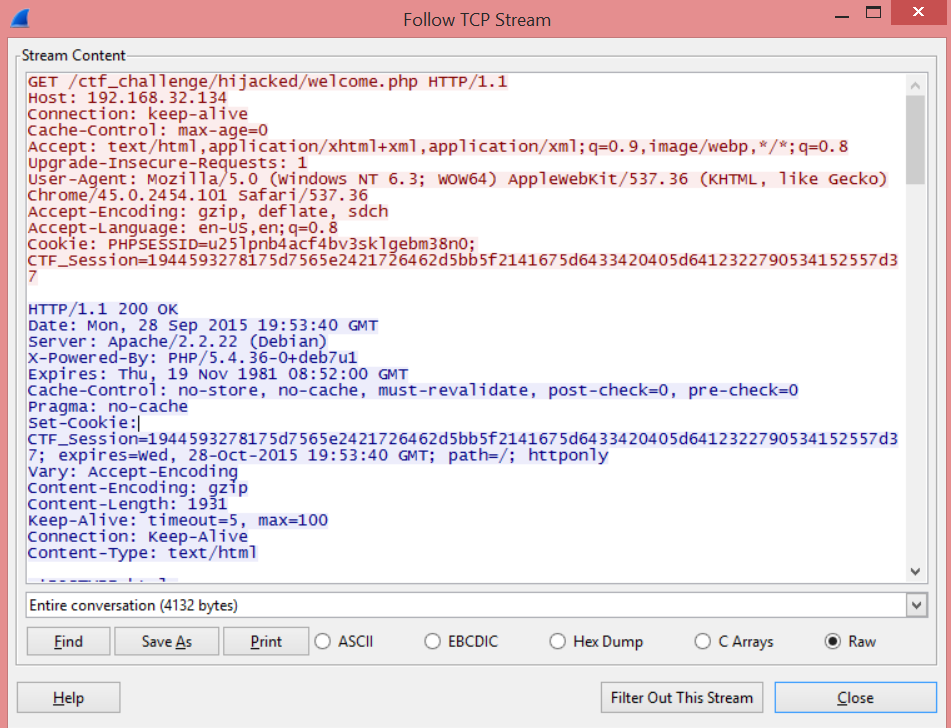 Follow TCP Stream
Stream Content
GET /ctf_challenge/hijacked/welcome.php HTTP/1.1
Host: 192.168.32.134
Connection: keep-alive
Cache-Control: max-age=0
Accept: text/html,application/xhtml+xml,application/xml;q=0.9,image/webp,*/*;q=0.8
Upgrade-Insecure-Requests: 1
User-Agent: Mozilla/5.0 (Windows NT 6.3; WOW64) AppleWebKit/537.36 (KHTML, like Gecko)
Chrome/45.0.2454.101 Safari/537.36
Accept-Encoding: gzip, deflate, sdch
Accept-Language: en-US,en;q=0.8
Cookie: PHPSESSID=u25lpnb4acf4bv3sklgebm38n0;
CTF_Session=1944593278175d7565e2421726462d5bb5f2141675d6433420405d6412322790534152557d3
7
HTTP/1.1 200 OK
Date: Mon, 28 Sep 2015 19:53:40 GMT
Server: Apache/2.2.22 (Debian)
X-Powered-By: PHP/5.4.36-0+deb7u1
Expires: Thu, 19 Nov 1981 08:52:00 GMT
Cache-Control: no-store, no-cache, must-revalidate, post-check=0, pre-check=0
Pragma: no-cache
Set-Cookie:
CTF_Session=1944593278175d7565e2421726462d5bb5f2141675d6433420405d6412322790534152557d3
7; expires=Wed, 28-Oct-2015 19:53:40 GMT; path=/; httponly
Vary: Accept-Encoding
Content-Encoding: gzip
Content-Length: 1931
Keep-Alive: timeout=5, max=100
Connection: Keep-Alive
Content-Type: text/html
Entire conversation (4132 bytes)
Find Save As Print ASCII EBCDIC Hex Dump C Arrays Raw
Help Filter Out This Stream Close